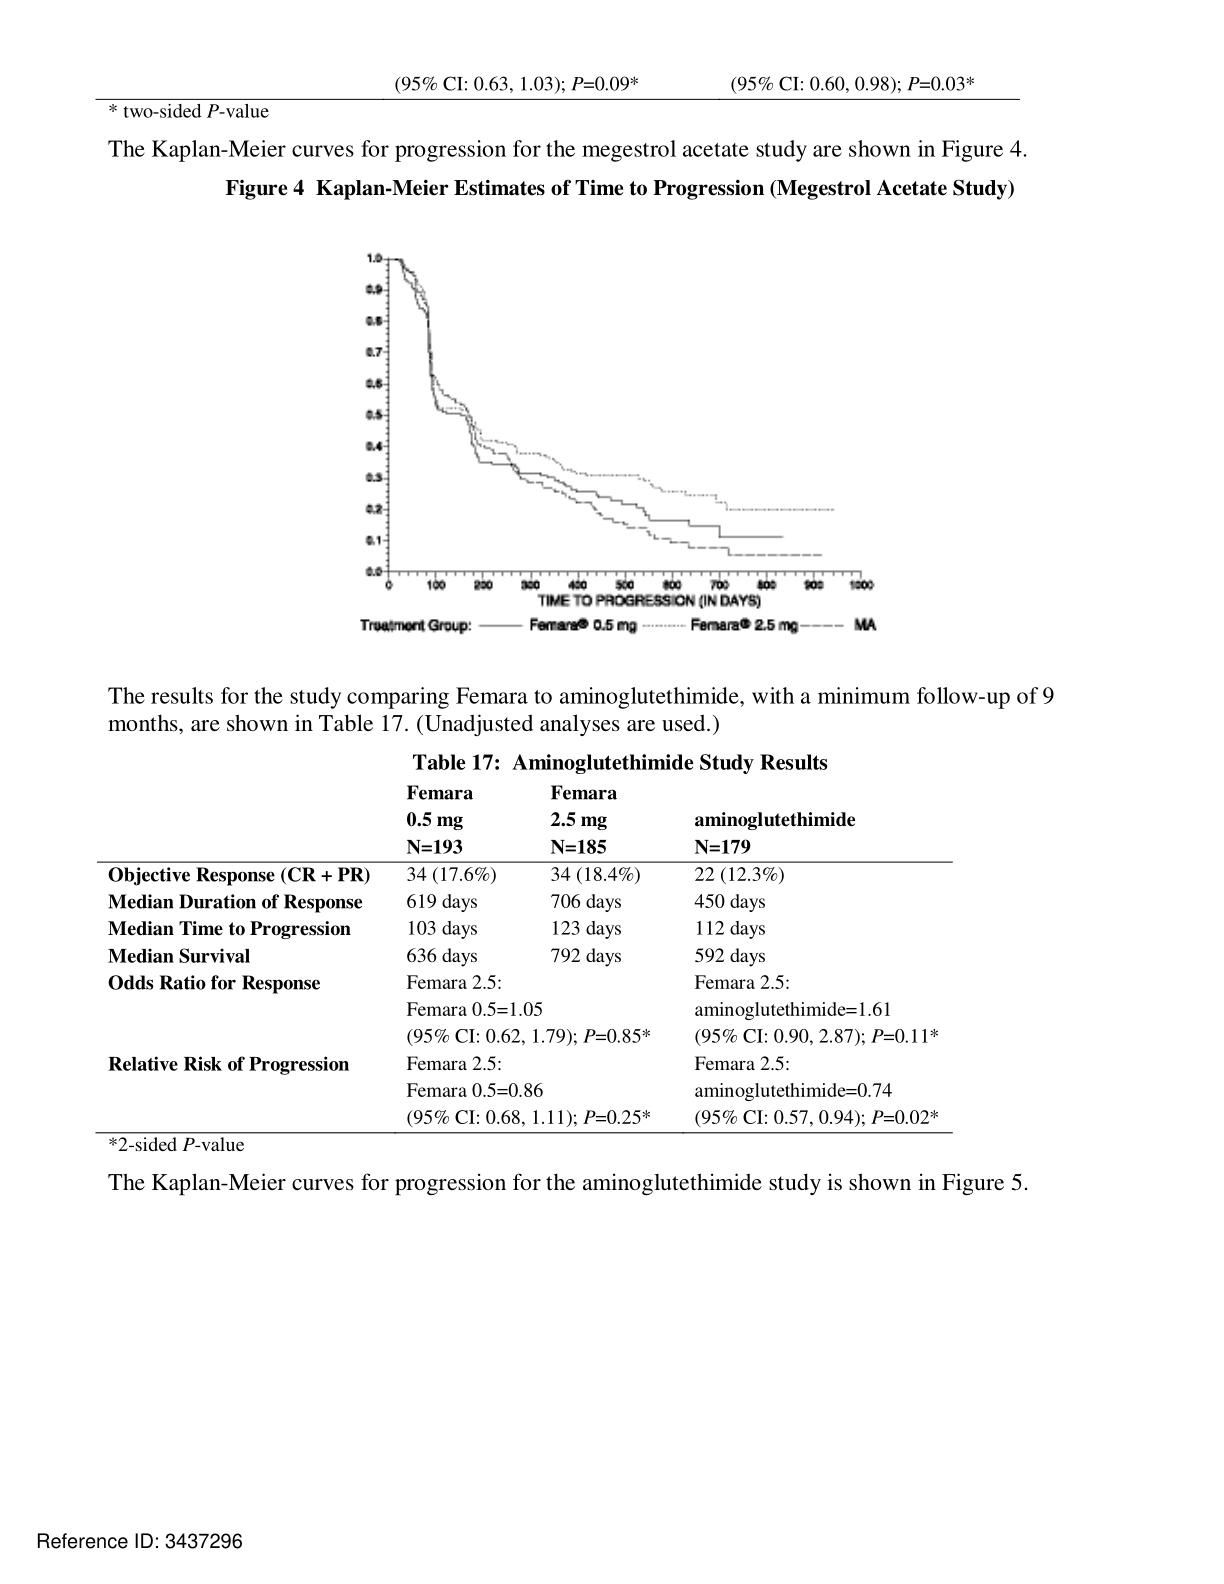 (95% CI: 0.63, 1.03); P=0.09* (95% CI: 0.60, 0.98); P=0.03*
* two-sided P-value
The Kaplan-Meier curves for progression for the megestrol acetate study are shown in Figure 4.
Figure 4 Kaplan-Meier Estimates of Time to Progression (Megestrol Acetate Study)
1.0
0.9
0.8
0.7
0.6
0.5
0.4
0.3
0.2
0.1
0.0
0 100 200 300 400 500 600 700 800 900 1000
TIME TO PROGRESSION (IN DAYS)
Treatment Group: Femara® 0.5 mg Femara® 2.5 mg MA
The results for the study comparing Femara to aminoglutethimide, with a minimum follow-up of 9
months, are shown in Table 17. (Unadjusted analyses are used.)
Table 17: Aminoglutethimide Study Results
Femara Femara
0.5 mg 2.5 mg aminoglutethimide
N=193 N=185 N=179
Objective Response (CR + PR) 34 (17.6%) 34 (18.4%) 22 (12.3%)
Median Duration of Response 619 days 706 days 450 days
Median Time to Progression 103 days 123 days 112 days
Median Survival 636 days 792 days 592 days
Odds Ratio for Response Femara 2.5: Femara 2.5:
Femara 0.5=1.05 aminoglutethimide=1.61
(95% CI: 0.62, 1.79); P=0.85* (95% CI: 0.90, 2.87); P=0.11*
Relative Risk of Progression Femara 2.5: Femara 2.5:
Femara 0.5=0.86 aminoglutethimide=0.74
(95% CI: 0.68, 1.11); P=0.25* (95% CI: 0.57, 0.94); P=0.02*
*2-sided P-value
The Kaplan-Meier curves for progression for the aminoglutethimide study is shown in Figure 5.
Reference ID: 3437296